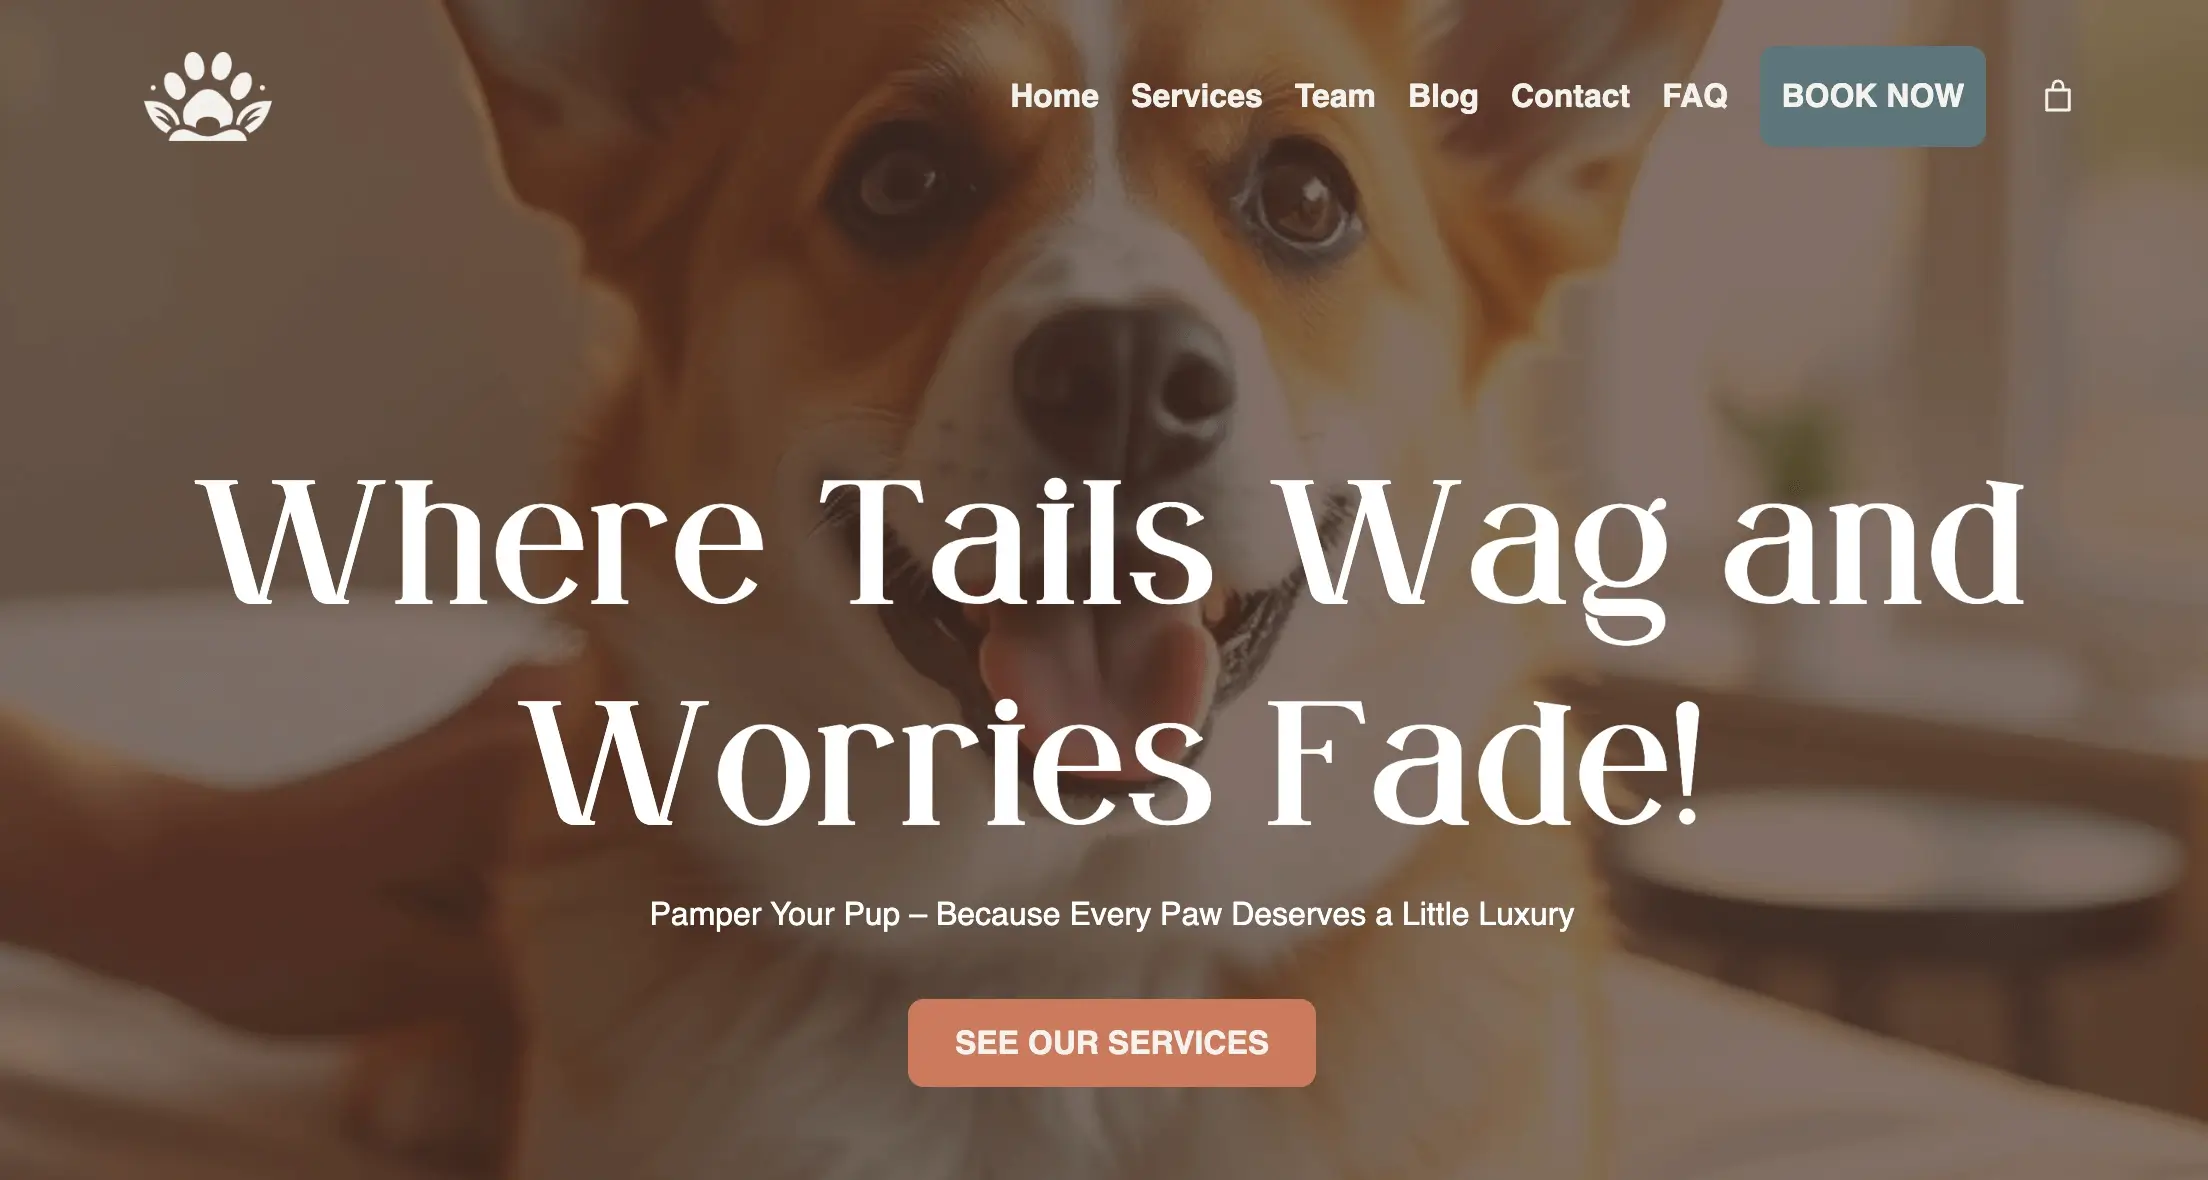 Home Services Team Blog Contact FAQ BOOK NOW
Where Tails Wag and
Worries Fade!
Pamper Your Pup – Because Every Paw Deserves a Little Luxury
SEE OUR SERVICES